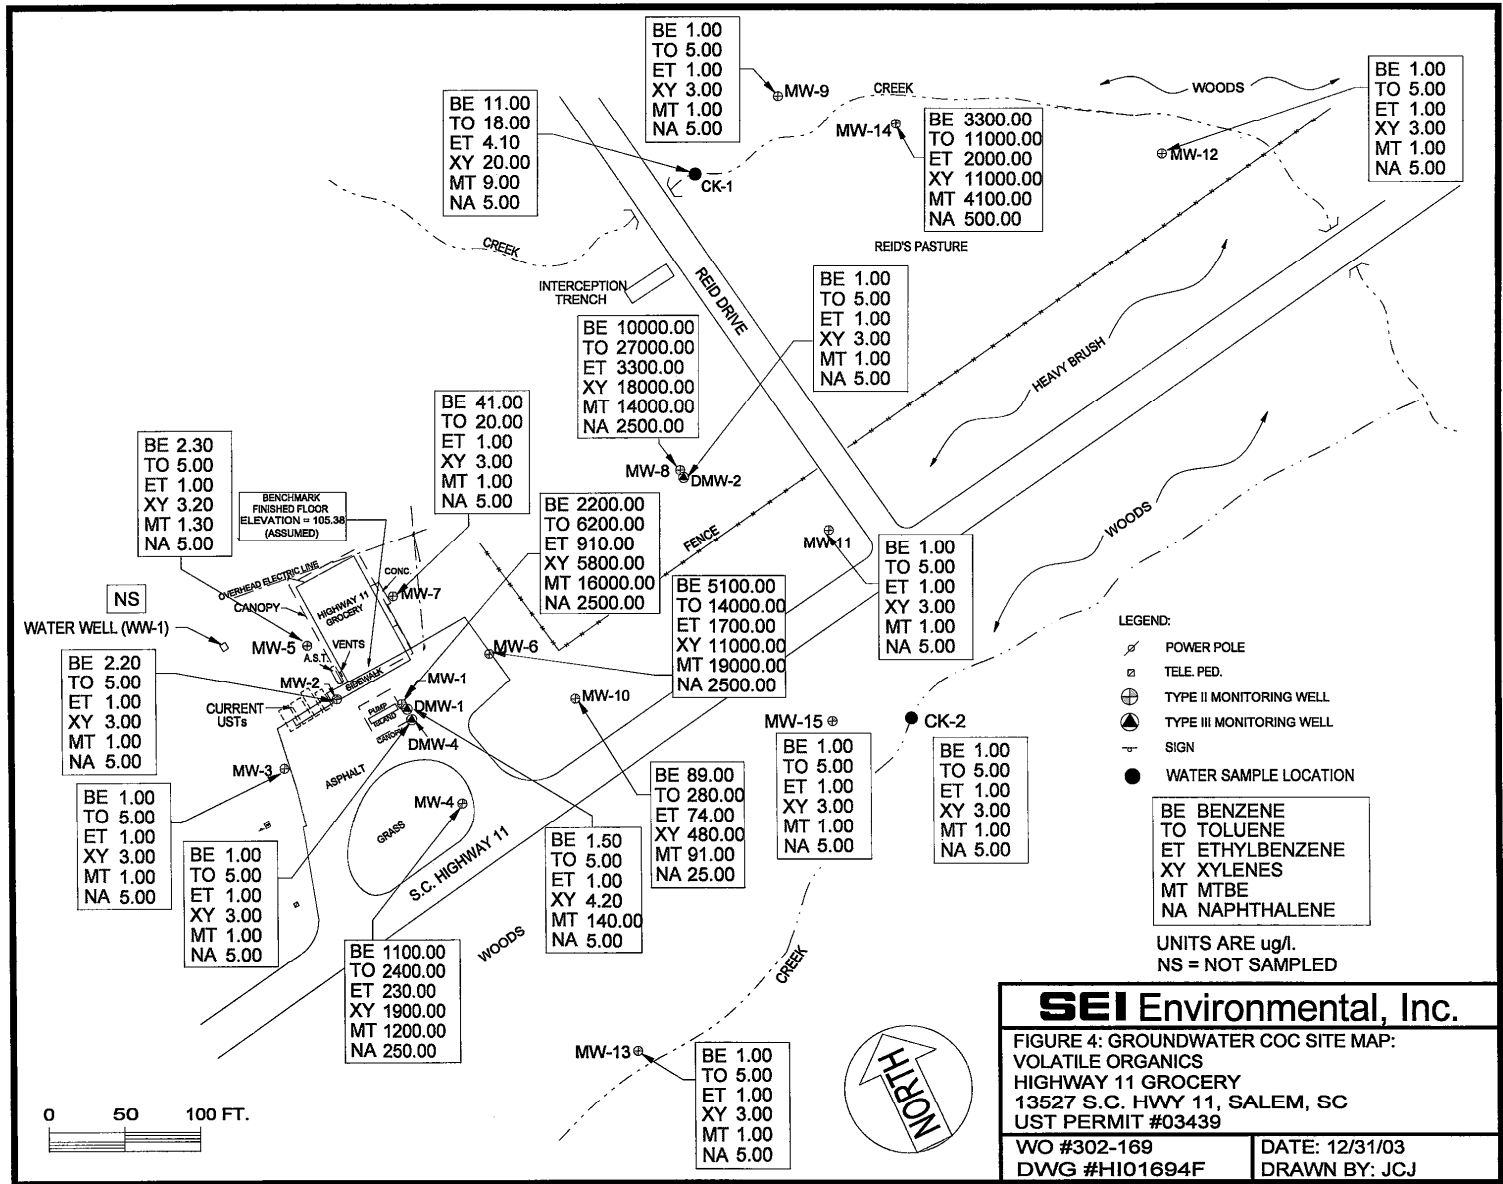 BE 1.00
TO 5.00
ET 1.00
XY 3.00
MT 1.00
NA 5.00
MW-9
CREEK
WOODS
BE 1.00
TO 5.00
ET 1.00
XY 3.00
MT 1.00
NA 5.00
MW-12
BE 11.00
TO 18.00
ET 4.10
XY 20.00
MT 9.00
NA 5.00
CK-1
MW-14
BE 3300.00
TO 11000.00
ET 2000.00
XY 11000.00
MT 4100.00
NA 500.00
REID'S PASTURE
CREEK
INTERCEPTION
TRENCH
REID DRIVE
BE 1.00
TO 5.00
ET 1.00
XY 3.00
MT 1.00
NA 5.00
BE 10000.00
TO 27000.00
ET 3300.00
XY 18000.00
MT 14000.00
NA 2500.00
MW-8
DMW-2
HEAVY BRUSH
BE 41.00
TO 20.00
ET 1.00
XY 3.00
MT 1.00
NA 5.00
BE 2.30
TO 5.00
ET 1.00
XY 3.20
MT 1.30
NA 5.00
BENCHMARK
FINISHED FLOOR
ELEVATION = 105.38
(ASSUMED)
BE 2200.00
TO 6200.00
ET 910.00
XY 5800.00
MT 16000.00
NA 2500.00
FENCE
WOODS
MW-11
BE 1.00
TO 5.00
ET 1.00
XY 3.00
MT 1.00
NA 5.00
BE 5100.00
TO 14000.00
ET 1700.00
XY 11000.00
MT 19000.00
NA 2500.00
OVERHEAD ELECTRIC LINE
CONC.
CANOPY
HIGHWAY 11
GROCERY
MW-7
NS
WATER WELL (WW-1)
MW-5
VENTS
A.S.T.
SIDEWALK
MW-6
BE 2.20
TO 5.00
ET 1.00
XY 3.00
MT 1.00
NA 5.00
MW-2
CURRENT
USTs
MW-1
PUMP
ISLAND
DMW-1
CANOPY
DMW-4
MW-10
MW-15
CK-2
MW-3
ASPHALT
BE 1.00
TO 5.00
ET 1.00
XY 3.00
MT 1.00
NA 5.00
BE 1.00
TO 5.00
ET 1.00
XY 3.00
MT 1.00
NA 5.00
MW-4
GRASS
S.C. HIGHWAY 11
BE 1.50
TO 5.00
ET 1.00
XY 4.20
MT 140.00
NA 5.00
BE 89.00
TO 280.00
ET 74.00
XY 480.00
MT 91.00
NA 25.00
BE 1.00
TO 5.00
ET 1.00
XY 3.00
MT 1.00
NA 5.00
BE 1.00
TO 5.00
ET 1.00
XY 3.00
MT 1.00
NA 5.00
BE 1100.00
TO 2400.00
ET 230.00
XY 1900.00
MT 1200.00
NA 250.00
WOODS
CREEK
MW-13
BE 1.00
TO 5.00
ET 1.00
XY 3.00
MT 1.00
NA 5.00
NORTH
0 50 100 FT.
LEGEND:
POWER POLE
TELE. PED.
TYPE II MONITORING WELL
TYPE III MONITORING WELL
SIGN
WATER SAMPLE LOCATION
BE BENZENE
TO TOLUENE
ET ETHYLBENZENE
XY XYLENES
MT MTBE
NA NAPHTHALENE
UNITS ARE ug/l.
NS = NOT SAMPLED
SEI Environmental, Inc.
FIGURE 4: GROUNDWATER COC SITE MAP:
VOLATILE ORGANICS
HIGHWAY 11 GROCERY
13527 S.C. HWY 11, SALEM, SC
UST PERMIT #03439
WO #302-169
DWG #HI01694F
DATE: 12/31/03
DRAWN BY: JCJ